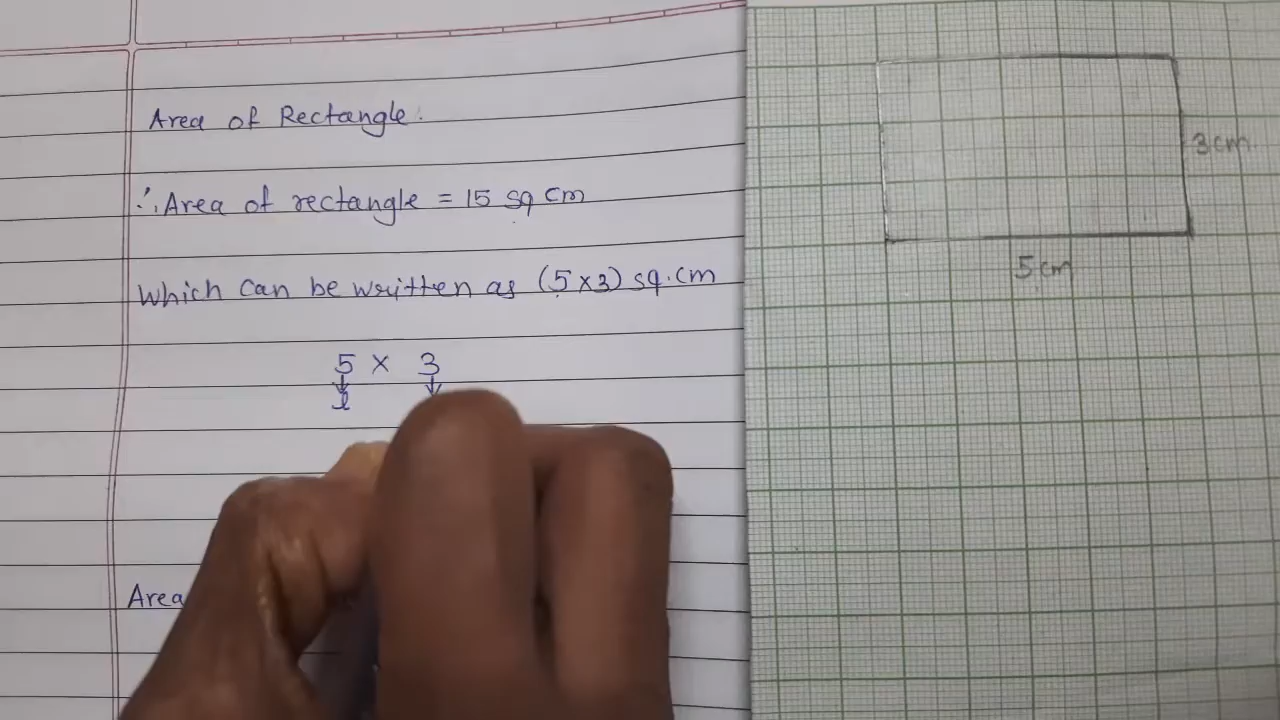 Area of Rectangle:
∴ Area of rectangle = 15 sq cm
Which can be written as (5×3) sq.cm
5 × 3
↓ ↓
l
Area
3cm.
5cm